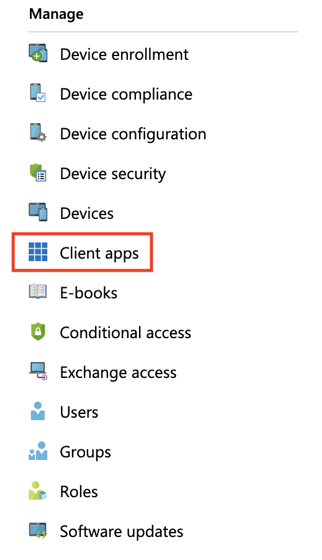 Manage
Device enrollment
Device compliance
Device configuration
Device security
Devices
Client apps
E-books
Conditional access
Exchange access
Users
Groups
Roles
Software updates